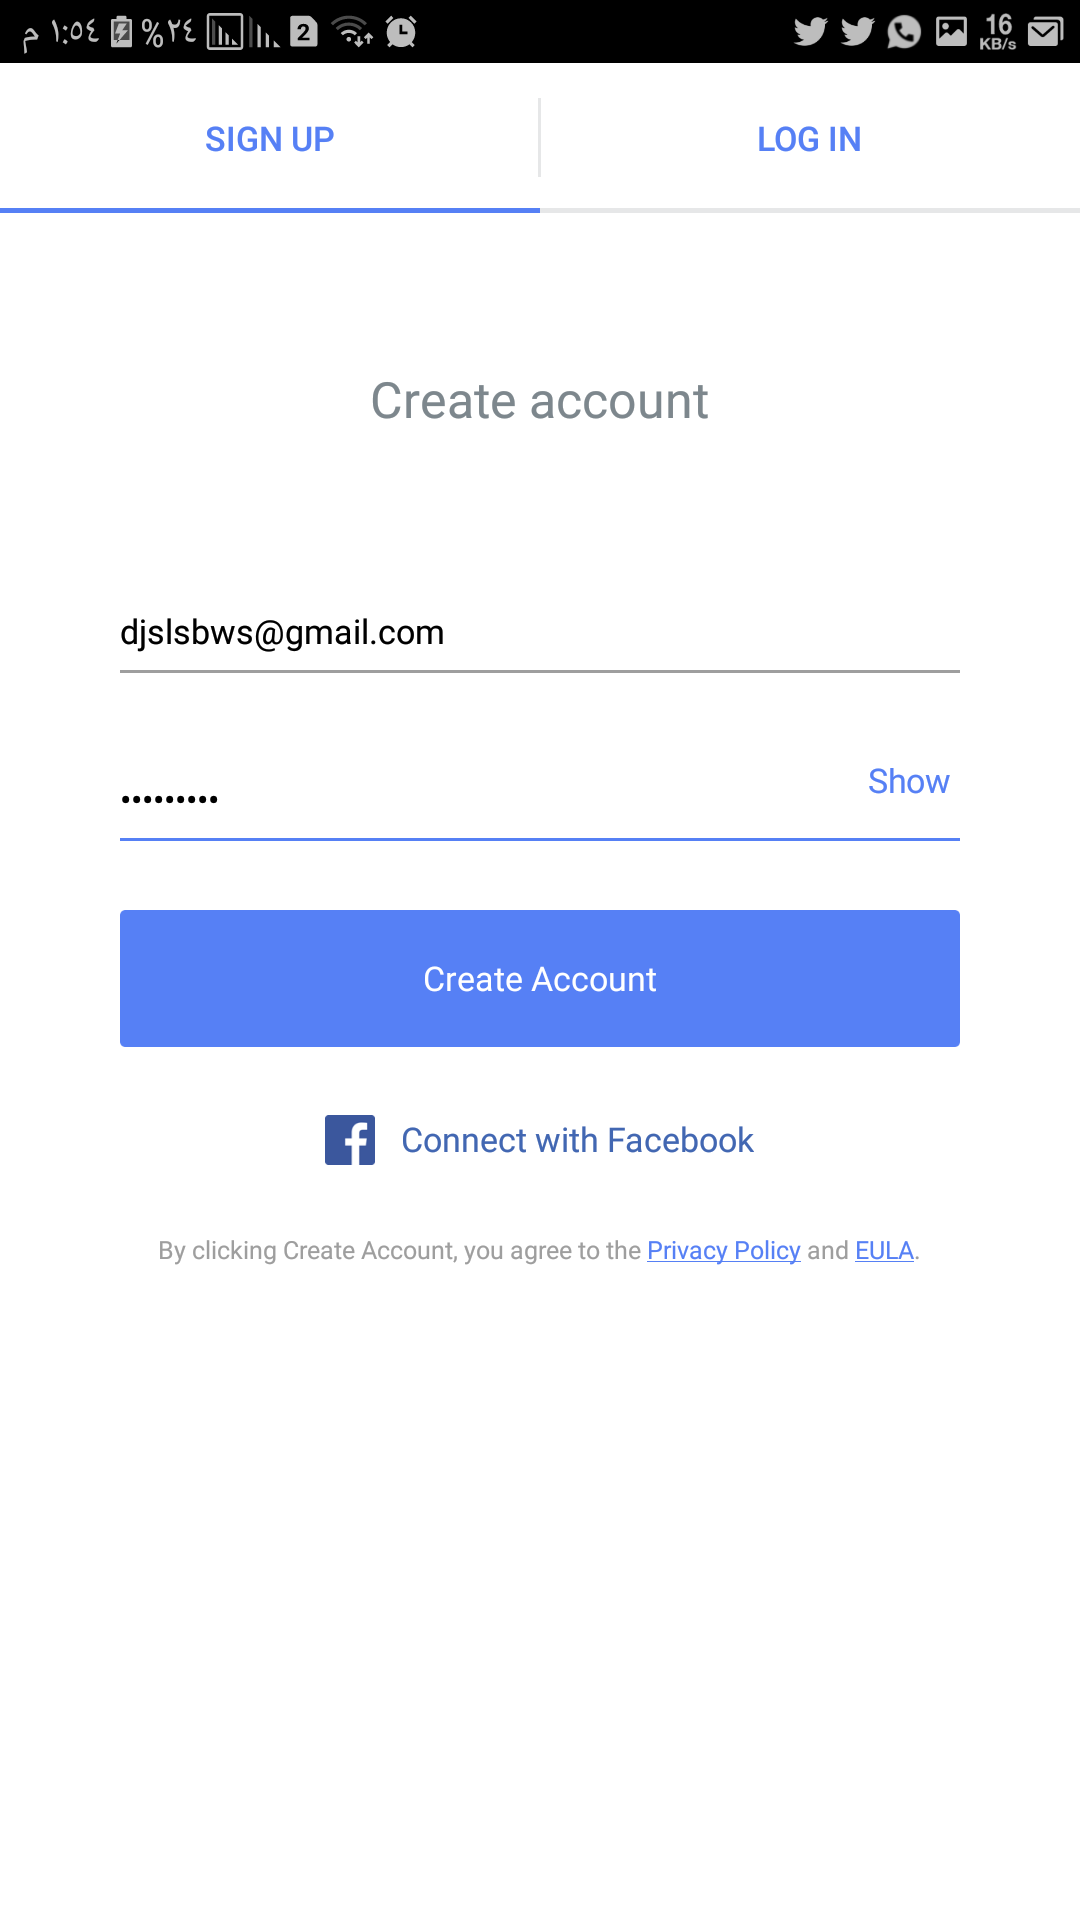 م ١:٥٤ %٢٤ 2 16 KB/s
SIGN UP LOG IN
Create account
djslsbws@gmail.com
••••••••• Show
Create Account
f Connect with Facebook
By clicking Create Account, you agree to the Privacy Policy and EULA.